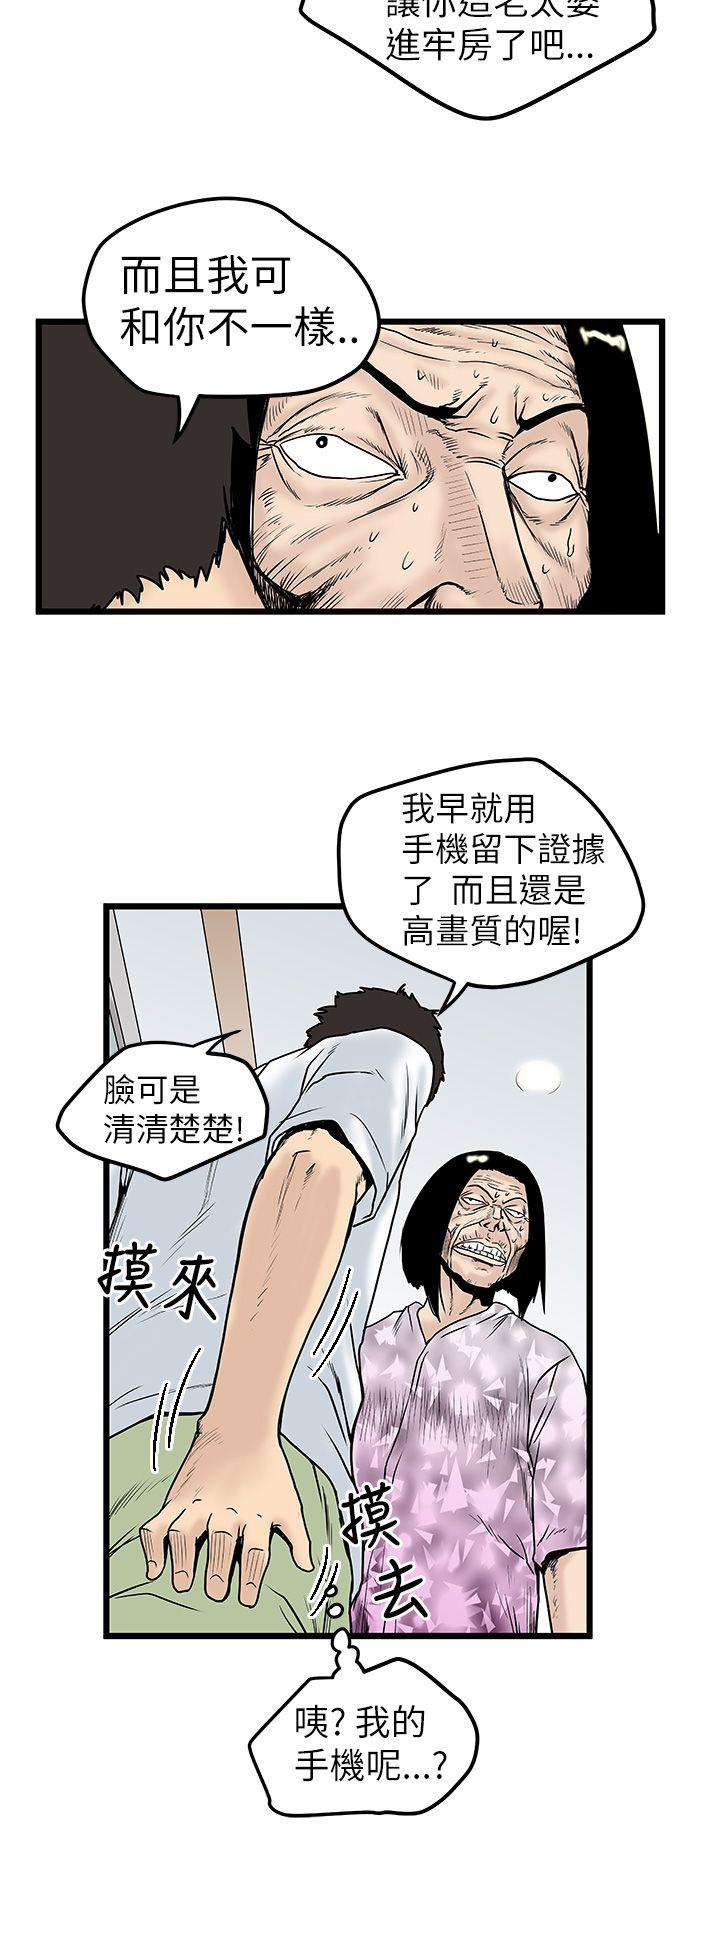 讓你這老太婆
進牢房了吧...
而且我可
和你不一樣..
我早就用
手機留下證據
了 而且還是
高畫質的喔!
臉可是
清清楚楚!
摸來
摸去
咦? 我的
手機呢...?